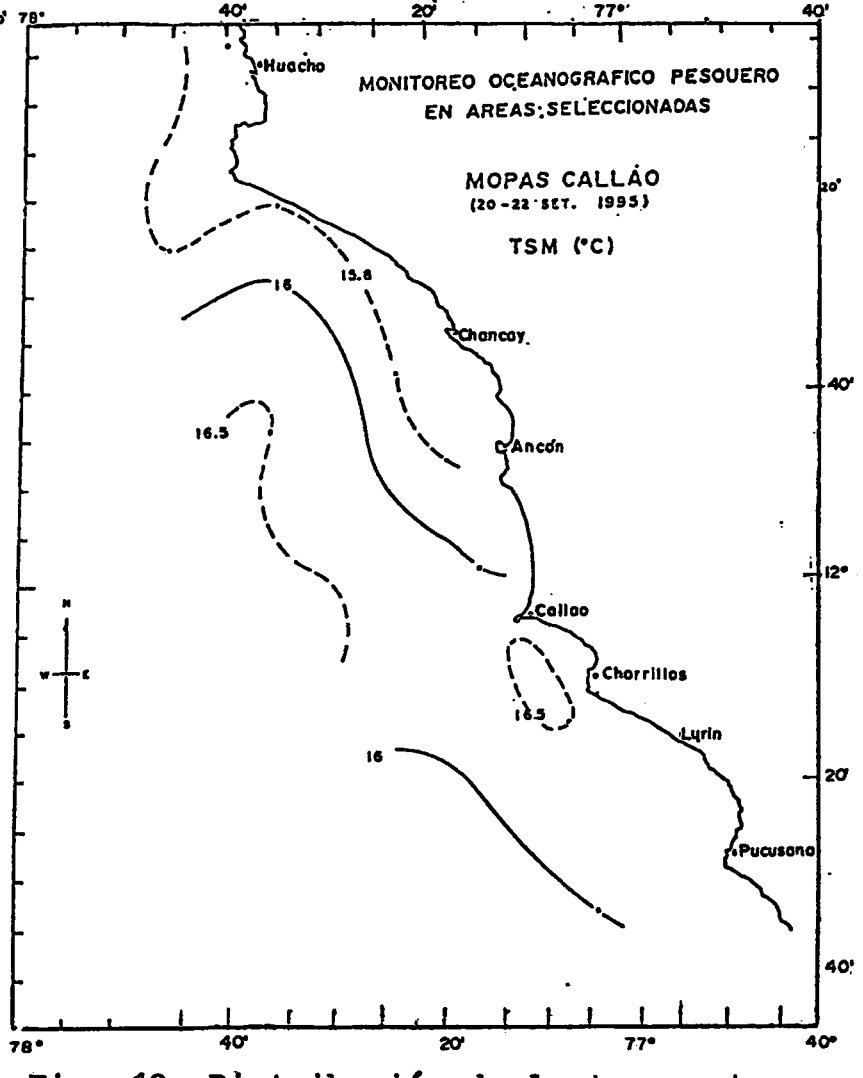 78° 40' 20' 77° 40'
Huacho
MONITOREO OCEANOGRAFICO PESQUERO
EN AREAS SELECCIONADAS
MOPAS CALLAO
(20-22 SET. 1995)
TSM (°C)
20'
15.8
16
Chancay
40'
16.5
Ancón
12°
N
W E
S
Callao
Chorrillos
16.5
Lurin
16
20'
Pucusana
40'
78° 40' 20' 77° 40'